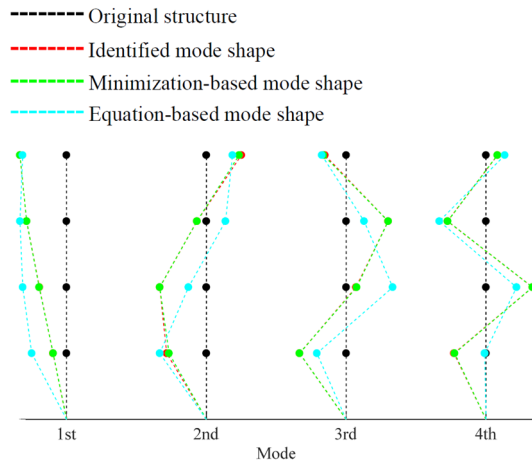 Original structure
Identified mode shape
Minimization-based mode shape
Equation-based mode shape
1st 2nd 3rd 4th
Mode